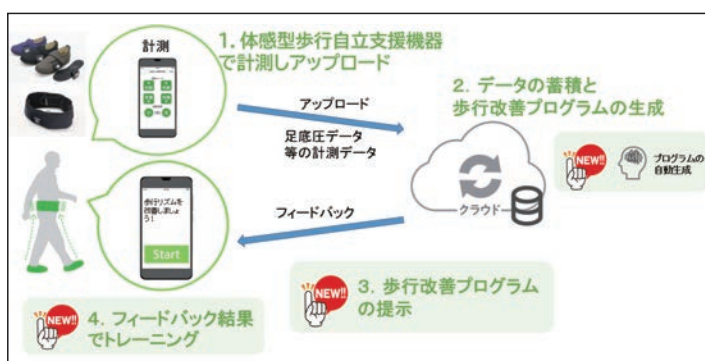 計測
1. 体感型歩行自立支援機器
で計測しアップロード
アップロード
足底圧データ
等の計測データ
2. データの蓄積と
歩行改善プログラムの生成
NEW!!
プログラムの
自動生成
クラウド
歩行リズムを
改善しましょ
う！
Start
フィードバック
NEW!!
3. 歩行改善プログラム
の提示
NEW!!
4. フィードバック結果
でトレーニング